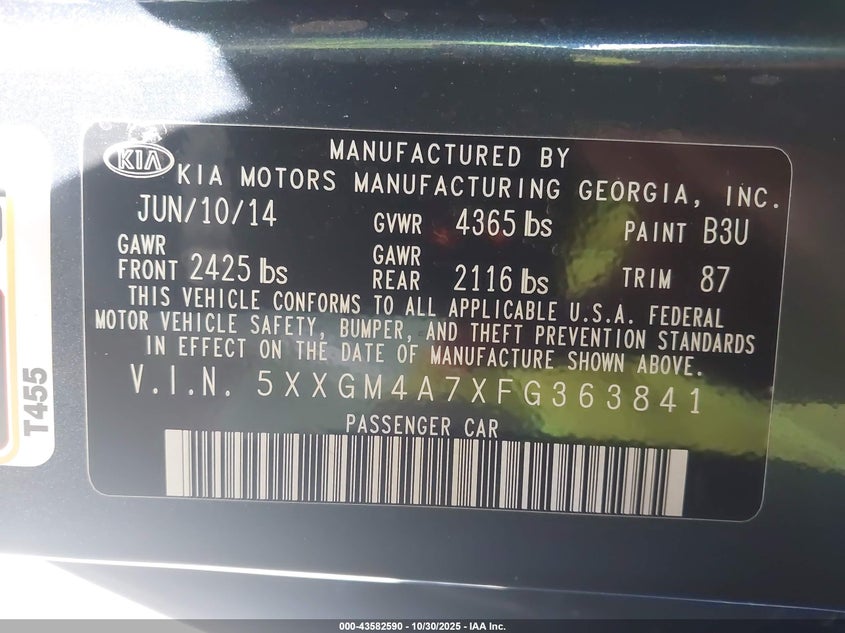 KIA
MANUFACTURED BY
KIA MOTORS MANUFACTURING GEORGIA, INC.
JUN/10/14 GVWR 4365 lbs PAINT B3U
GAWR FRONT 2425 lbs GAWR REAR 2116 lbs TRIM 87
THIS VEHICLE CONFORMS TO ALL APPLICABLE U.S.A. FEDERAL
MOTOR VEHICLE SAFETY, BUMPER, AND THEFT PREVENTION STANDARDS
IN EFFECT ON THE DATE OF MANUFACTURE SHOWN ABOVE.
V.I.N. 5XXGM4A7XFG363841
PASSENGER CAR
T455
000-43582590 - 10/30/2025 - IAA Inc.